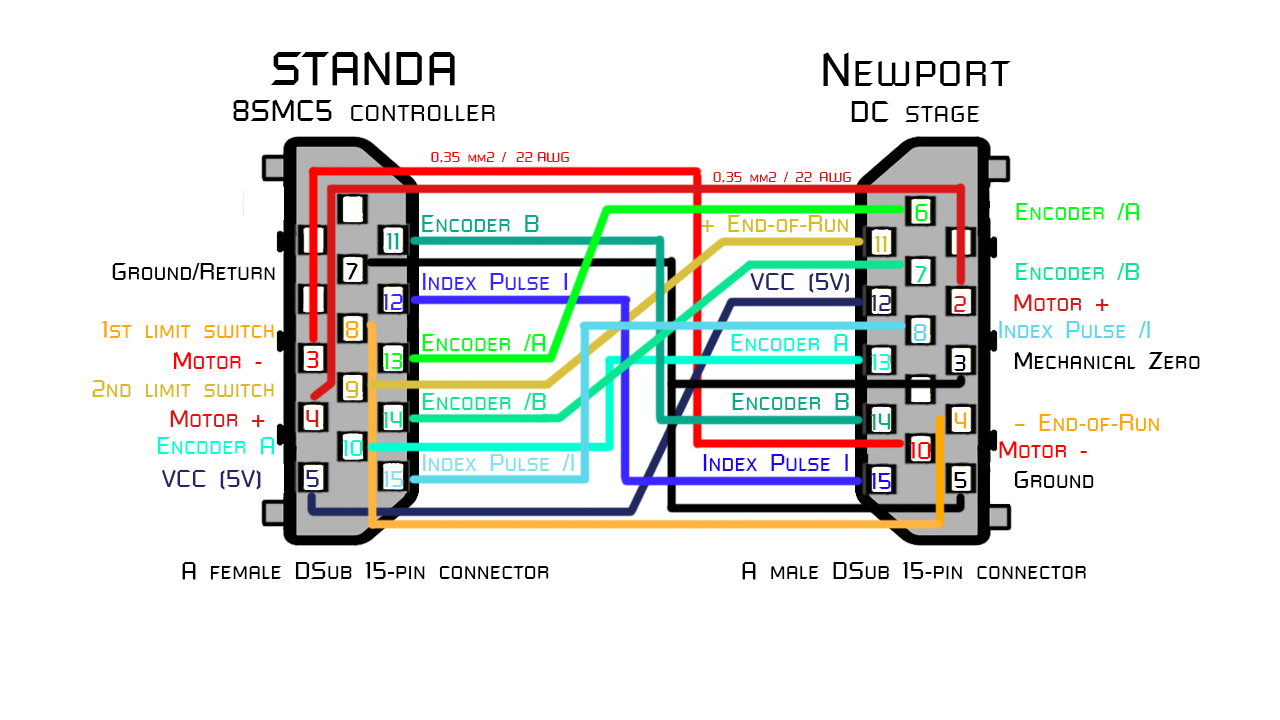 STANDA
8SMC5 CONTROLLER
NEWPORT
DC STAGE
0,35 MM2 / 22 AWG
0,35 MM2 / 22 AWG
ENCODER B
+ END-OF-RUN
6
ENCODER /A
11
11
GROUND/RETURN
7
INDEX PULSE I
VCC (5V)
7
ENCODER /B
12
12
2
MOTOR +
1ST LIMIT SWITCH
8
ENCODER /A
ENCODER A
8
INDEX PULSE /I
MOTOR -
3
13
13
3
MECHANICAL ZERO
2ND LIMIT SWITCH
9
ENCODER /B
ENCODER B
MOTOR +
4
14
14
4
- END-OF-RUN
ENCODER A
10
INDEX PULSE /I
INDEX PULSE I
10
MOTOR -
VCC (5V)
5
15
15
5
GROUND
A FEMALE DSUB 15-PIN CONNECTOR
A MALE DSUB 15-PIN CONNECTOR